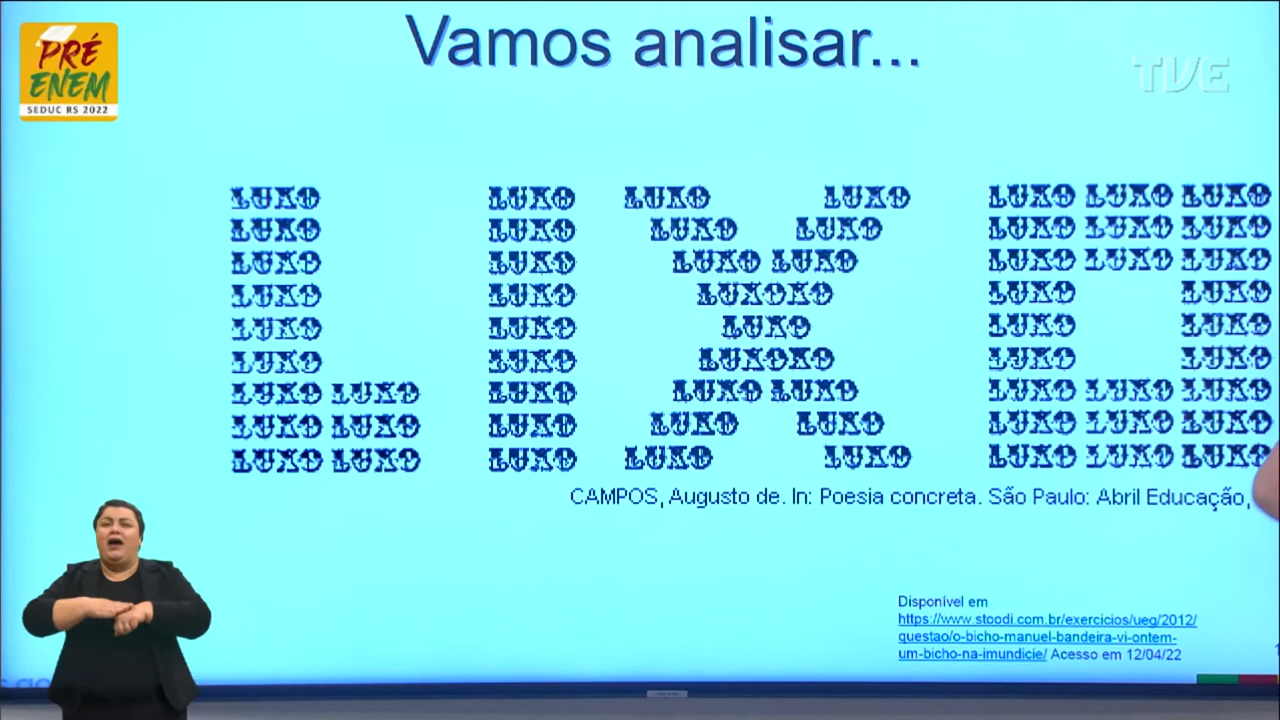 Vamos analisar...
PRÉ
ENEM
SEDUC RS 2022
TVE
LUXO LUXO LUXO LUXO LUXO LUXO LUXO
LUXO LUXO LUXO LUXO LUXO LUXO LUXO
LUXO LUXO LUXO LUXO LUXO LUXO LUXO
LUXO LUXO LUXOXO LUXO LUXO
LUXO LUXO LUXO LUXO LUXO
LUXO LUXO LUXOXO LUXO LUXO
LUXO LUXO LUXO LUXO LUXO LUXO LUXO LUXO
LUXO LUXO LUXO LUXO LUXO LUXO LUXO LUXO
LUXO LUXO LUXO LUXO LUXO LUXO LUXO LUXO
CAMPOS, Augusto de. In: Poesia concreta. São Paulo: Abril Educação,
Disponível em
https://www.stoodi.com.br/exercicios/ueg/2012/
questao/o-bicho-manuel-bandeira-vi-ontem-
um-bicho-na-imundicie/ Acesso em 12/04/22